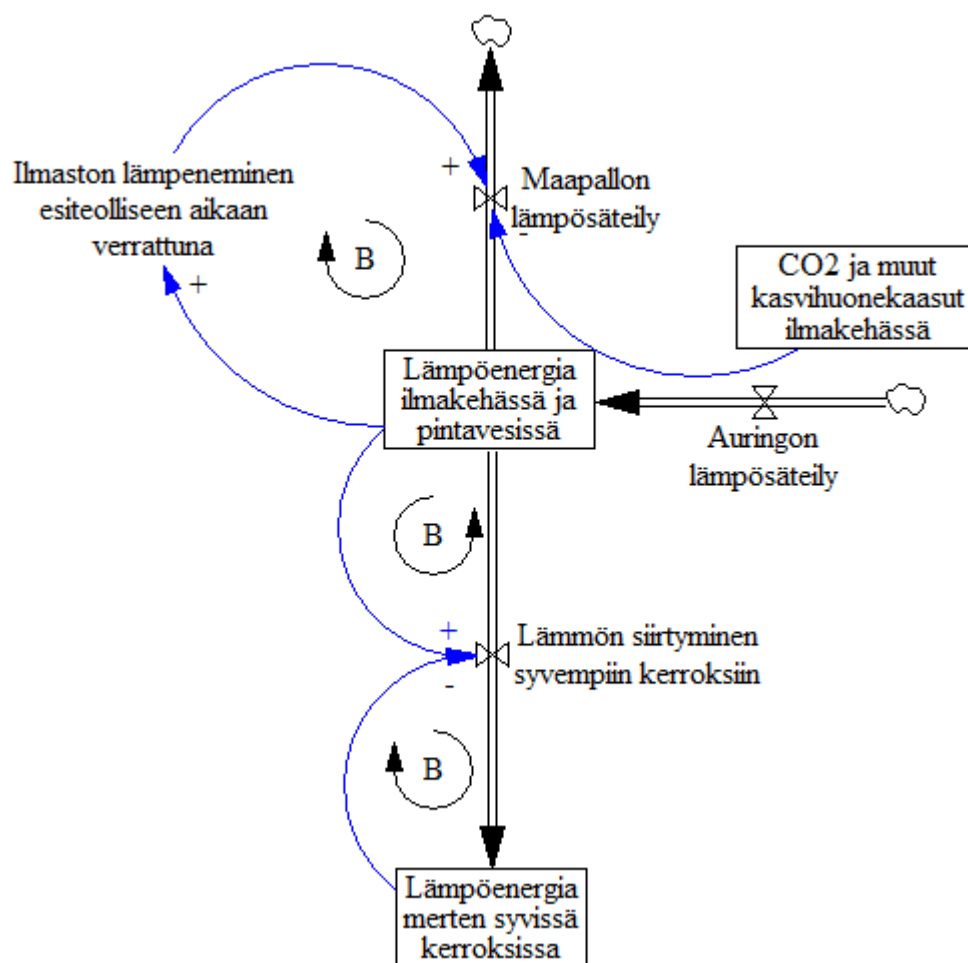 Ilmaston lämpeneminen
esiteolliseen aikaan
verrattuna
+
+
B
Maapallon
lämpösäteily
-
CO2 ja muut
kasvihuonekaasut
ilmakehässä
Lämpöenergia
ilmakehässä ja
pintavesissä
Auringon
lämpösäteily
B
+
-
Lämmön siirtyminen
syvempiin kerroksiin
B
Lämpöenergia
merten syvissä
kerroksissa